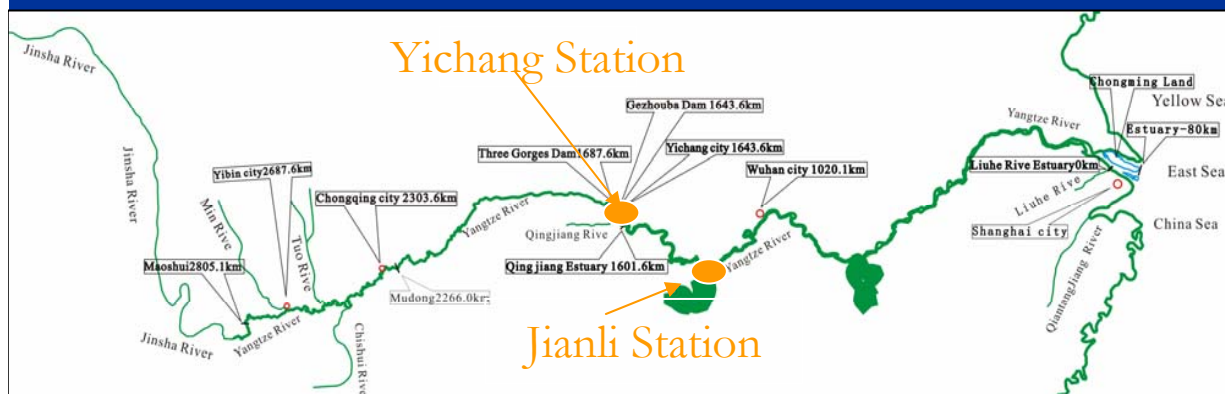 Jinsha River
Yichang Station
Chongming Land
Gezhouba Dam 1643.6km
Yellow Sea
Yangtze River
Estuary-80km
Jinsha River
Three Gorges Dam1687.6km
Yichang city 1643.6km
Yibin city2687.6km
Wuhan city 1020.1km
Liuhe Rive Estuary0km
East Sea
Chongqing city 2303.6km
Min Rive
Yangtze River
Liuhe Rive
Tuo Rive
Qingjiang Rive
Shanghai city
China Sea
Yangtze River
Maoshui2805.1km
Qing jiang Estuary 1601.6km
QiantangJiang River
Mudong2266.0km
Jinsha River
Yangtze River
Chishui River
Jianli Station